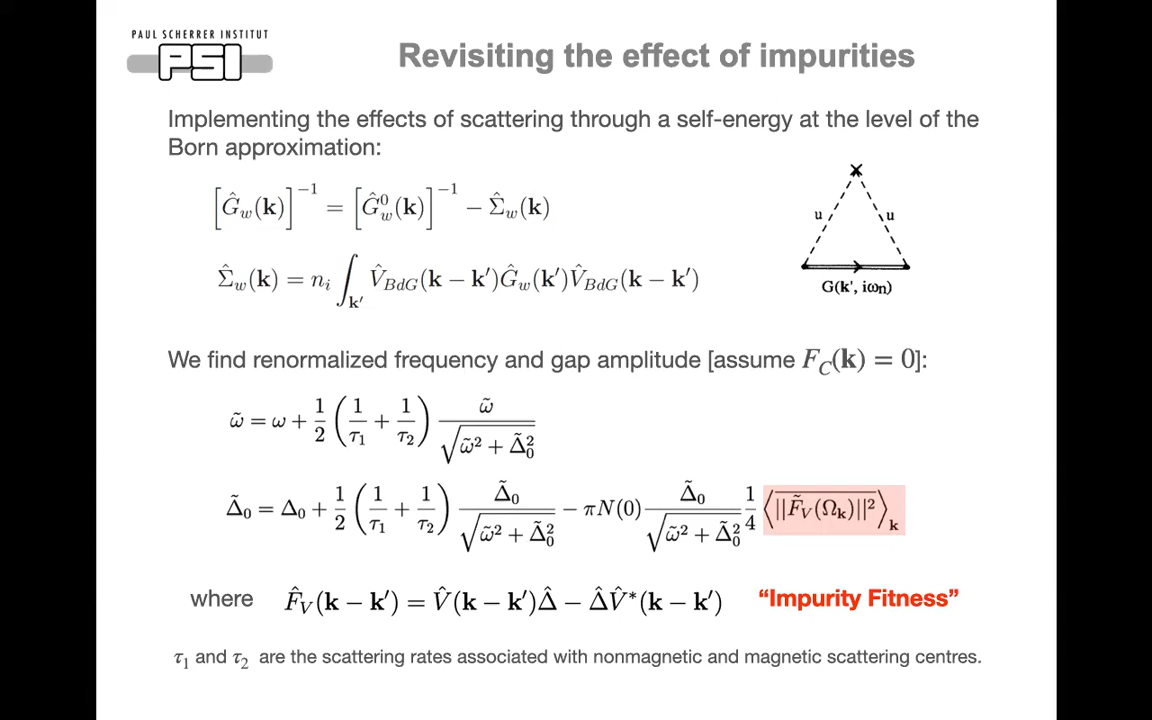 PAUL SCHERRER INSTITUT
PSI
Revisiting the effect of impurities
Implementing the effects of scattering through a self-energy at the level of the
Born approximation:
[Ĝ_w(k)]^{-1} = [Ĝ^0_w(k)]^{-1} − Σ̂_w(k)
Σ̂_w(k) = n_i ∫_{k′} V̂_{BdG}(k − k′)Ĝ_w(k′)V̂_{BdG}(k − k′)
u u
G(k', iωn)
We find renormalized frequency and gap amplitude [assume F_C(k) = 0]:
ω̃ = ω + 1/2 (1/τ_1 + 1/τ_2) ω̃/√(ω̃² + Δ̃_0²)
Δ̃_0 = Δ_0 + 1/2 (1/τ_1 + 1/τ_2) Δ̃_0/√(ω̃² + Δ̃_0²) − πN(0) Δ̃_0/√(ω̃² + Δ̃_0²) 1/4 ⟨\overline{||F̃_V(Ω_k)||²}⟩_k
where F̂_V(k − k′) = V̂(k − k′)Δ̂ − Δ̂V̂*(k − k′) “Impurity Fitness”
τ_1 and τ_2 are the scattering rates associated with nonmagnetic and magnetic scattering centres.